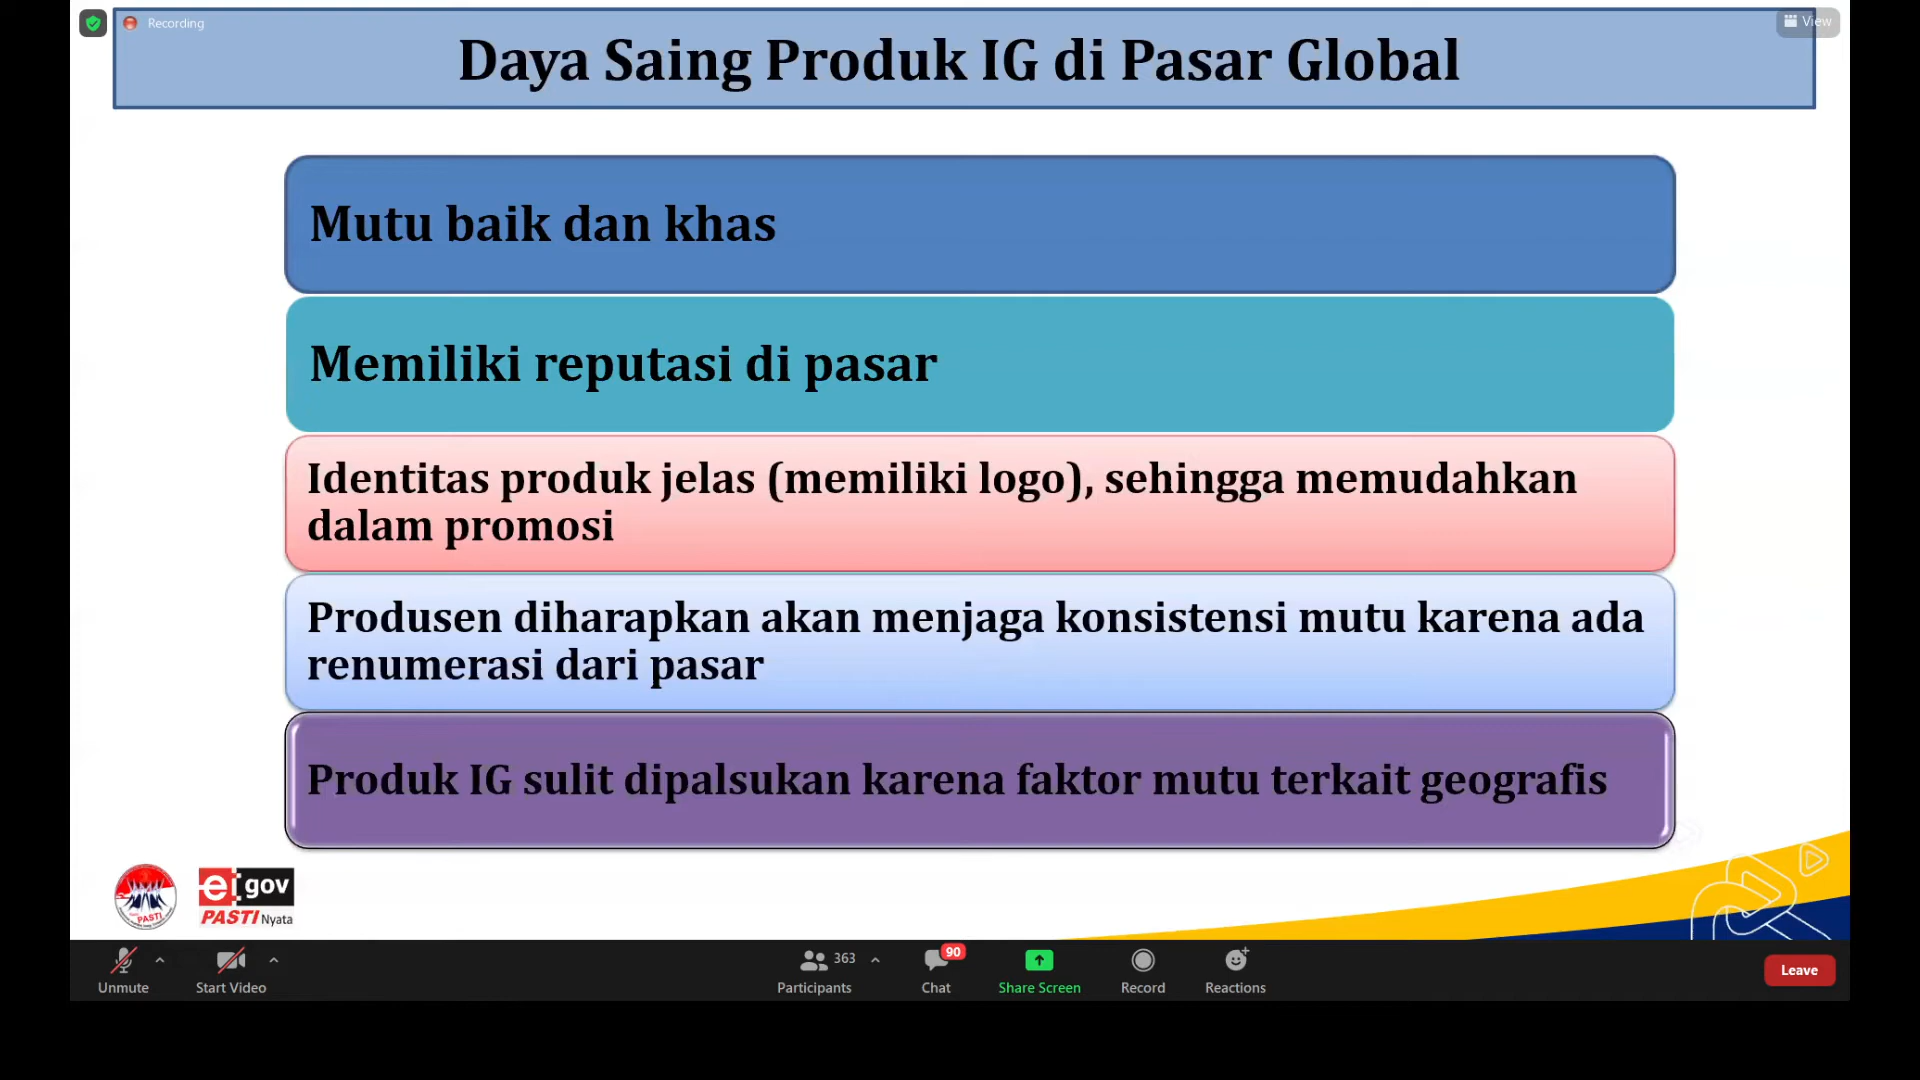 Recording
View
Daya Saing Produk IG di Pasar Global
Mutu baik dan khas
Memiliki reputasi di pasar
Identitas produk jelas (memiliki logo), sehingga memudahkan
dalam promosi
Produsen diharapkan akan menjaga konsistensi mutu karena ada
renumerasi dari pasar
Produk IG sulit dipalsukan karena faktor mutu terkait geografis
PASTI
ei gov
PASTI Nyata
Unmute
Start Video
363
Participants
90
Chat
Share Screen
Record
Reactions
Leave